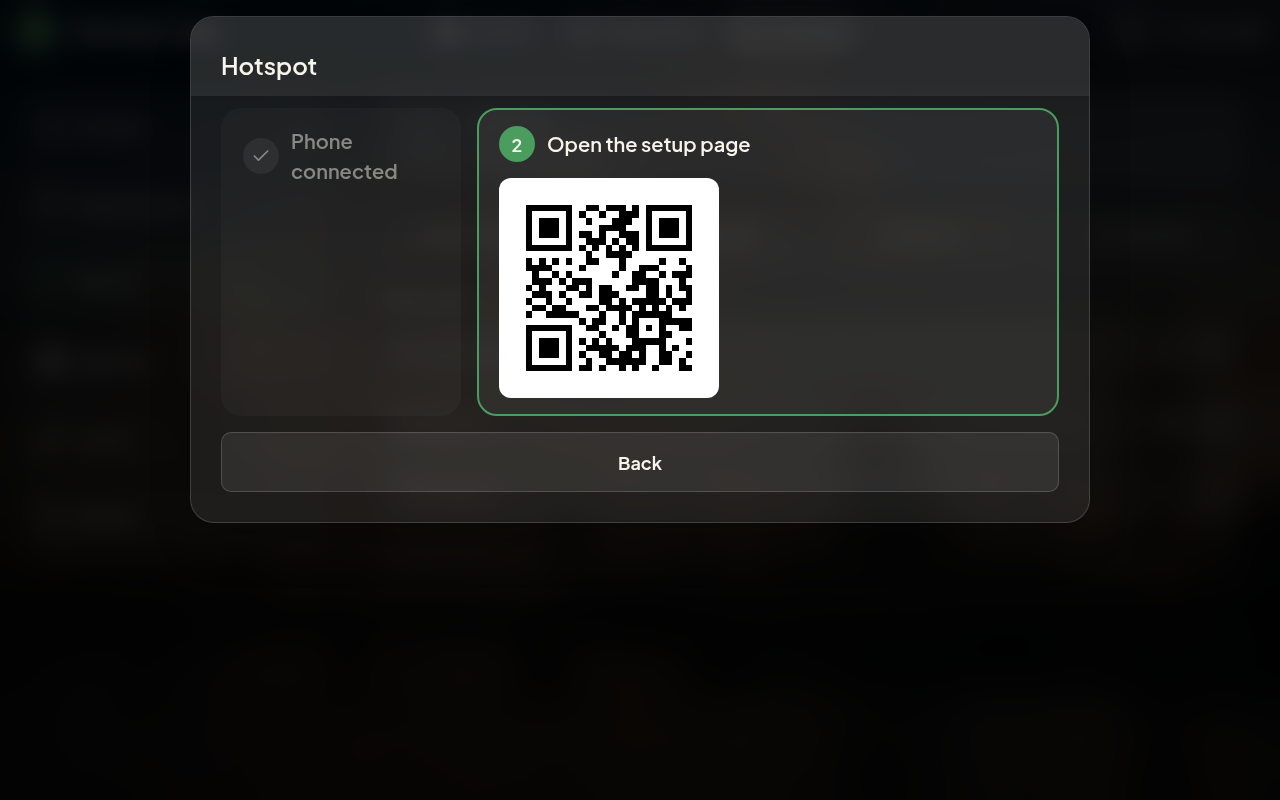 Hotspot
Phone
connected
2 Open the setup page
Back